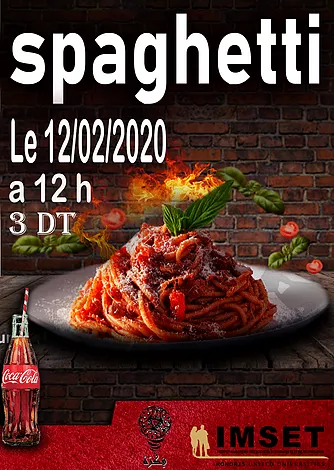 spaghetti
Le 12/02/2020
a 12 h
3 DT
Coca-Cola
IMSET